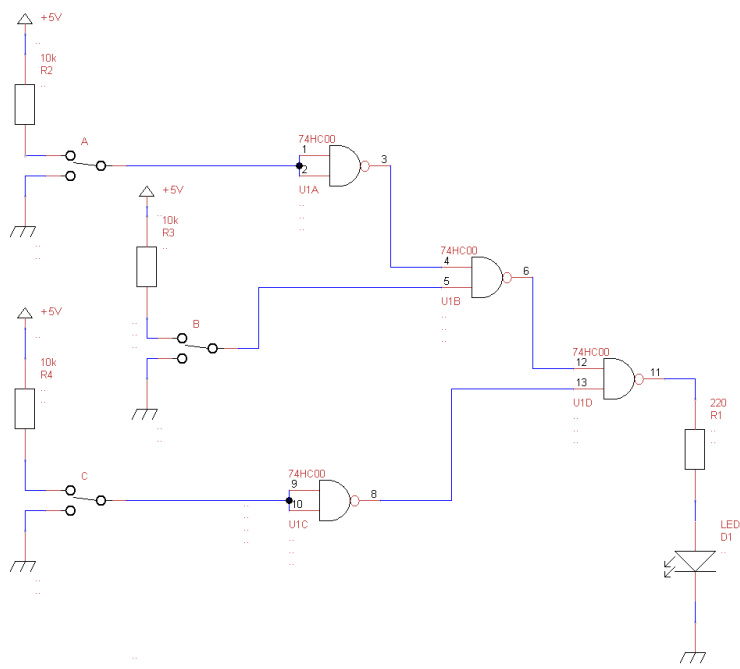 +5V
10k
R2
A
74HC00
1
2
3
U1A
+5V
10k
R3
74HC00
4
5
6
U1B
+5V
10k
R4
B
74HC00
12
13
11
U1D
220
R1
C
74HC00
9
10
8
U1C
LED
D1